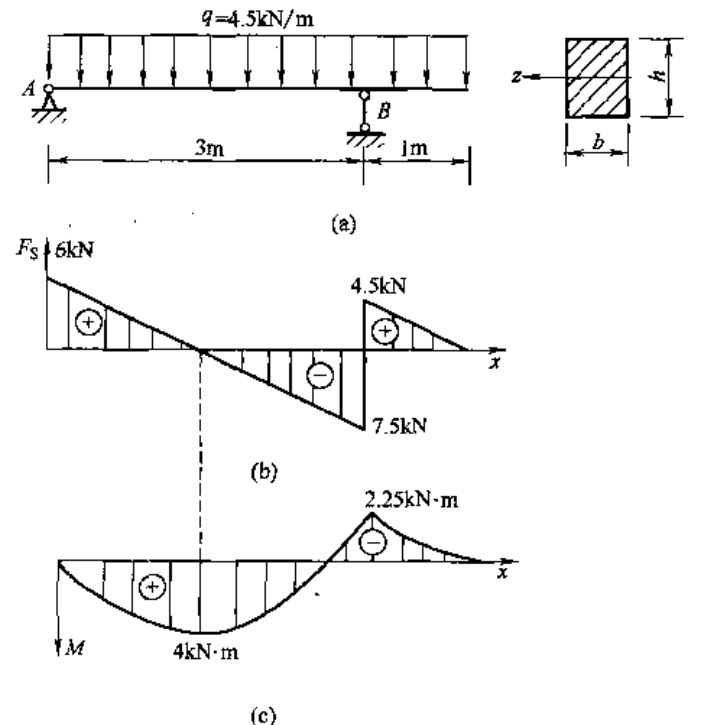 q=4.5kN/m
A
B
z
h
3m
1m
b
(a)
F_S
6kN
4.5kN
+
+
−
x
7.5kN
(b)
2.25kN·m
−
x
+
M
4kN·m
(c)